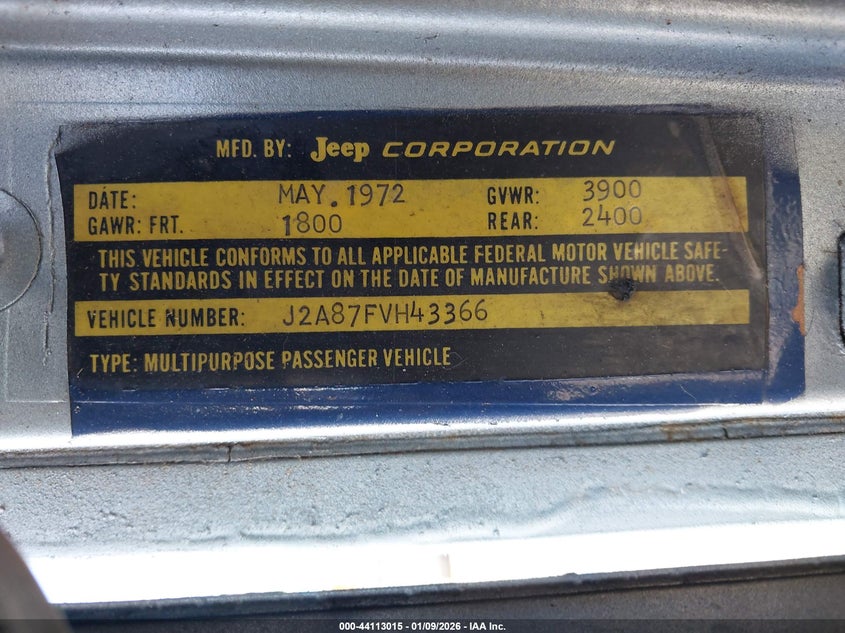 MFD. BY: Jeep CORPORATION
DATE: MAY.1972 GVWR: 3900
GAWR: FRT. 1800 REAR: 2400
THIS VEHICLE CONFORMS TO ALL APPLICABLE FEDERAL MOTOR VEHICLE SAFE-
TY STANDARDS IN EFFECT ON THE DATE OF MANUFACTURE SHOWN ABOVE.
VEHICLE NUMBER: J2A87FVH43366
TYPE: MULTIPURPOSE PASSENGER VEHICLE
000-44113015 - 01/09/2026 - IAA Inc.